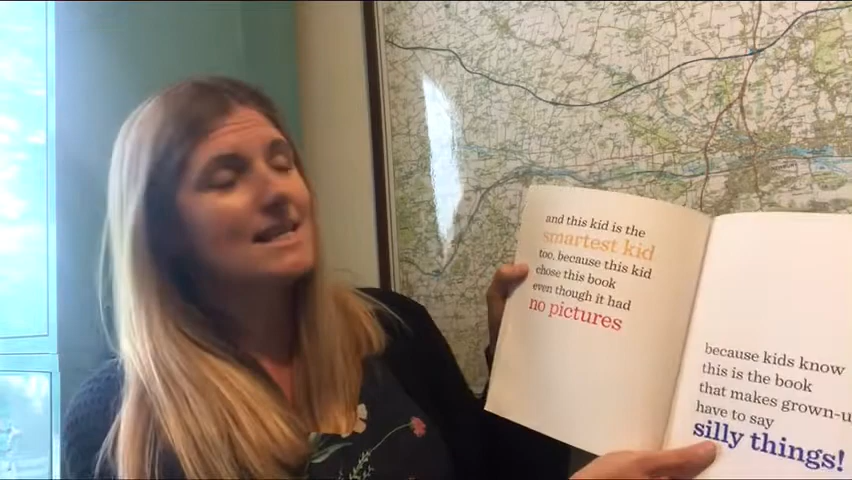 and this kid is the
smartest kid
too, because this kid
chose this book
even though it had
no pictures
because kids know
this is the book
that makes grown-u
have to say
silly things!